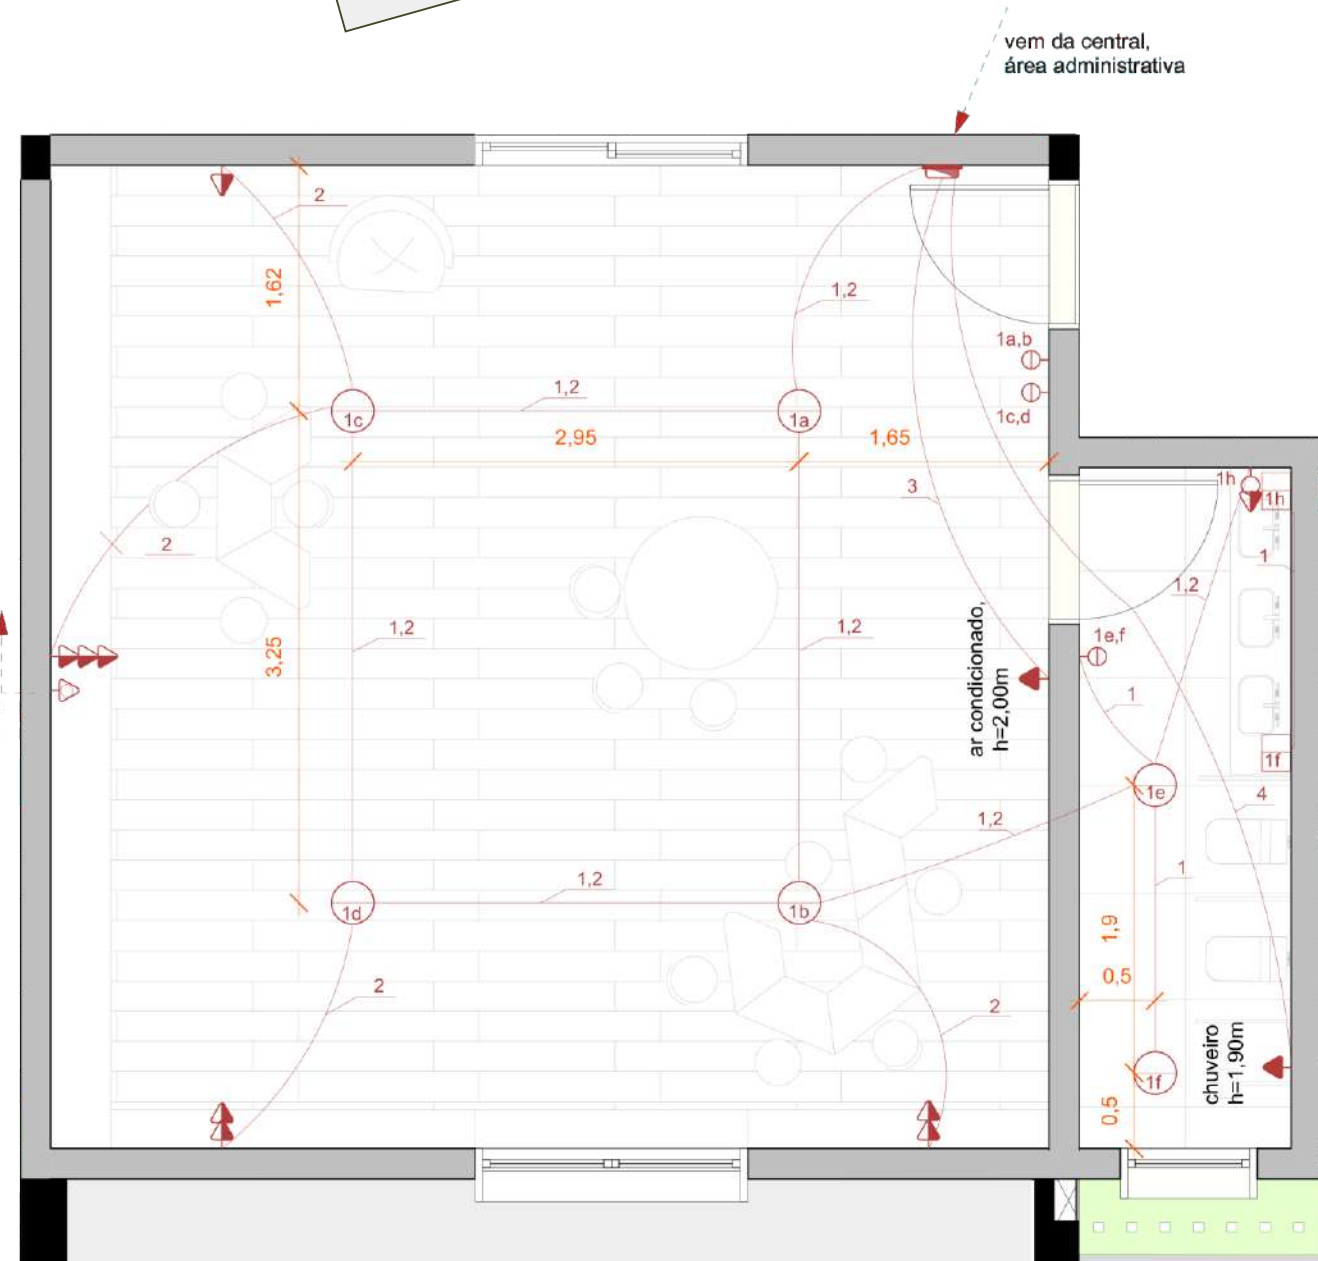 vem da central,
área administrativa
2
1,62
1,2
1a,b
1c,d
1,2
1c
1a
2,95
1,65
3
1h
1h
2
1
1,2
1,2
1,2
3,25
1e,f
ar condicionado,
h=2,00m
1
1f
1e
4
1,2
1
1,2
1d
1b
1,9
0,5
2
2
chuveiro
h=1,90m
1f
0,5